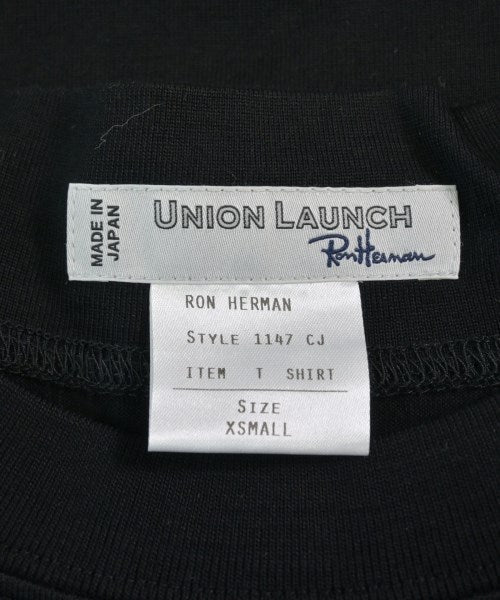 MADE IN
JAPAN
UNION LAUNCH
Ron Herman
RON HERMAN
STYLE 1147 CJ
ITEM T SHIRT
SIZE
XSMALL